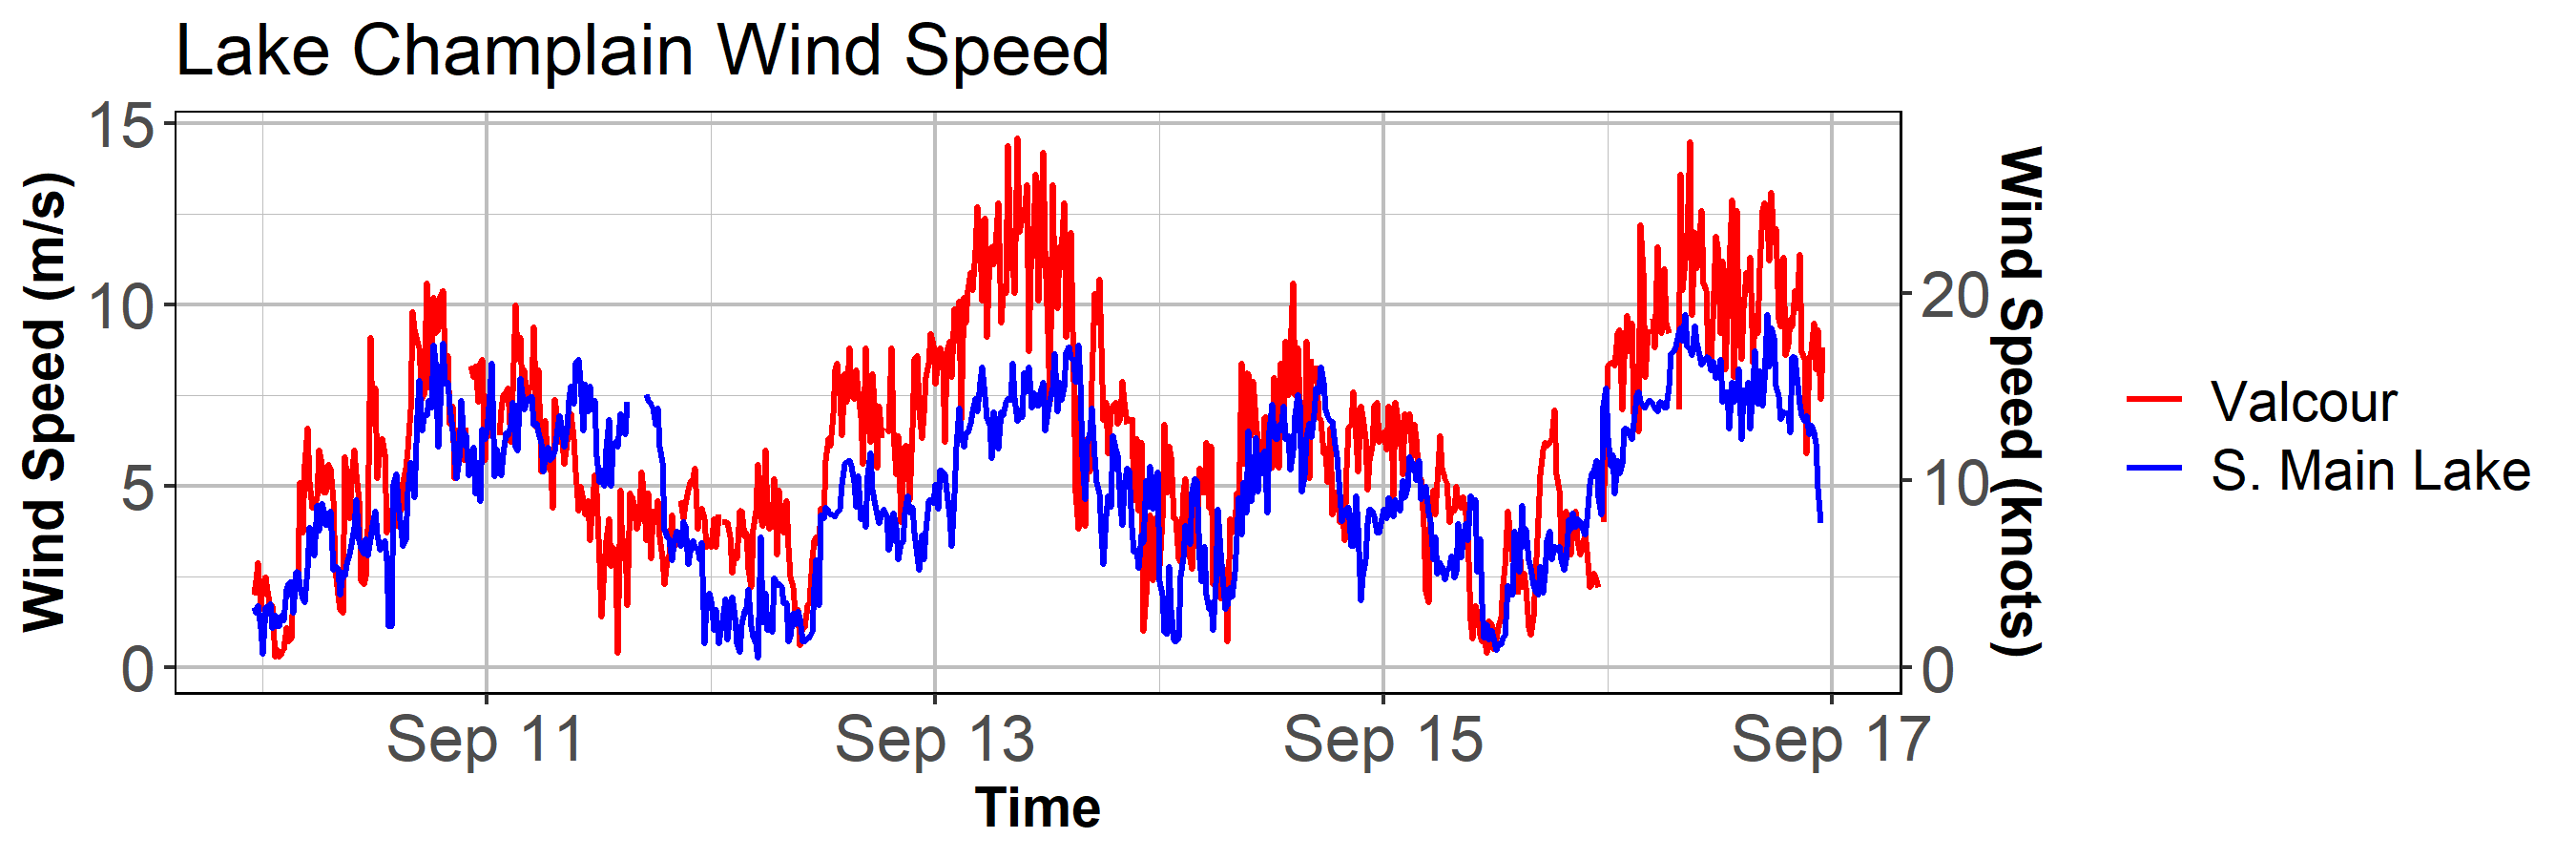 Lake Champlain Wind Speed
Wind Speed (m/s)
15
10
5
0
20
10
0
Wind Speed (knots)
Sep 11
Sep 13
Sep 15
Sep 17
Time
Valcour
S. Main Lake